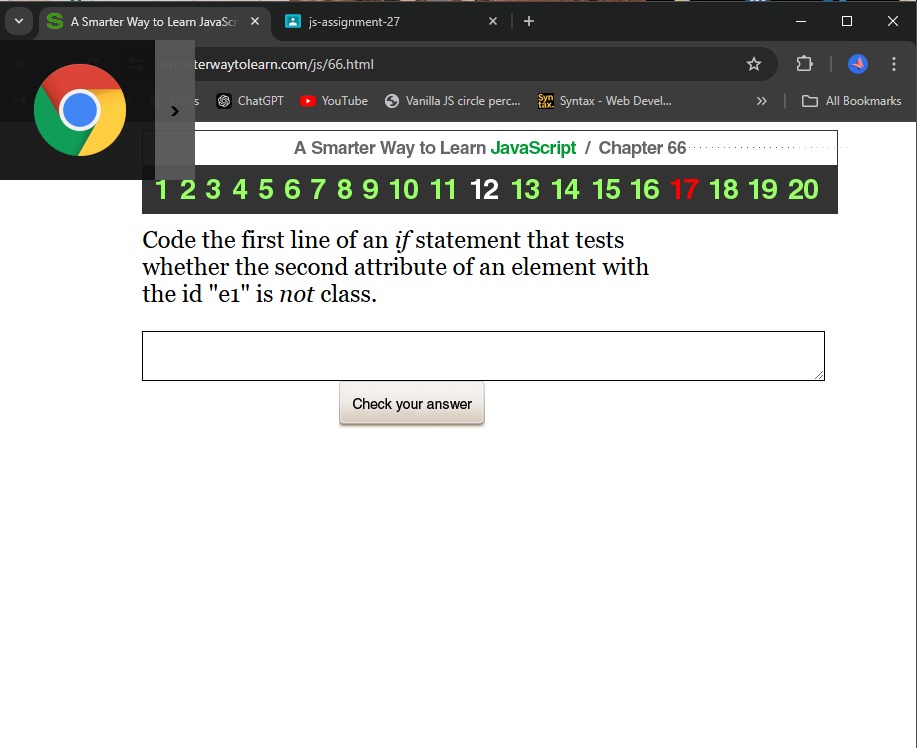 A Smarter Way to Learn JavaSc
js-assignment-27
terwaytolearn.com/js/66.html
ChatGPT
YouTube
Vanilla JS circle perc...
Syn tax.
Syntax - Web Devel...
All Bookmarks
A Smarter Way to Learn JavaScript / Chapter 66
1 2 3 4 5 6 7 8 9 10 11 12 13 14 15 16 17 18 19 20
Code the first line of an if statement that tests
whether the second attribute of an element with
the id "e1" is not class.
Check your answer